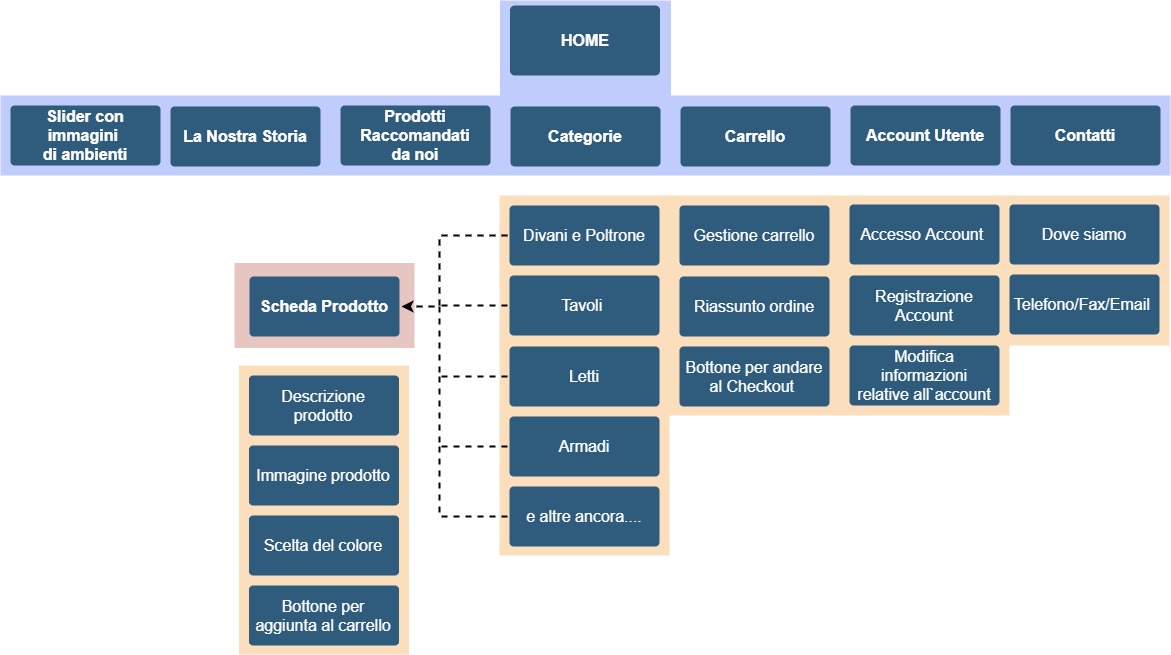 HOME
Slider con
immagini
di ambienti
La Nostra Storia
Prodotti
Raccomandati
da noi
Categorie
Carrello
Account Utente
Contatti
Divani e Poltrone
Gestione carrello
Accesso Account
Dove siamo
Scheda Prodotto
Tavoli
Riassunto ordine
Registrazione
Account
Telefono/Fax/Email
Letti
Bottone per andare
al Checkout
Modifica
informazioni
relative all`account
Descrizione
prodotto
Armadi
Immagine prodotto
e altre ancora....
Scelta del colore
Bottone per
aggiunta al carrello